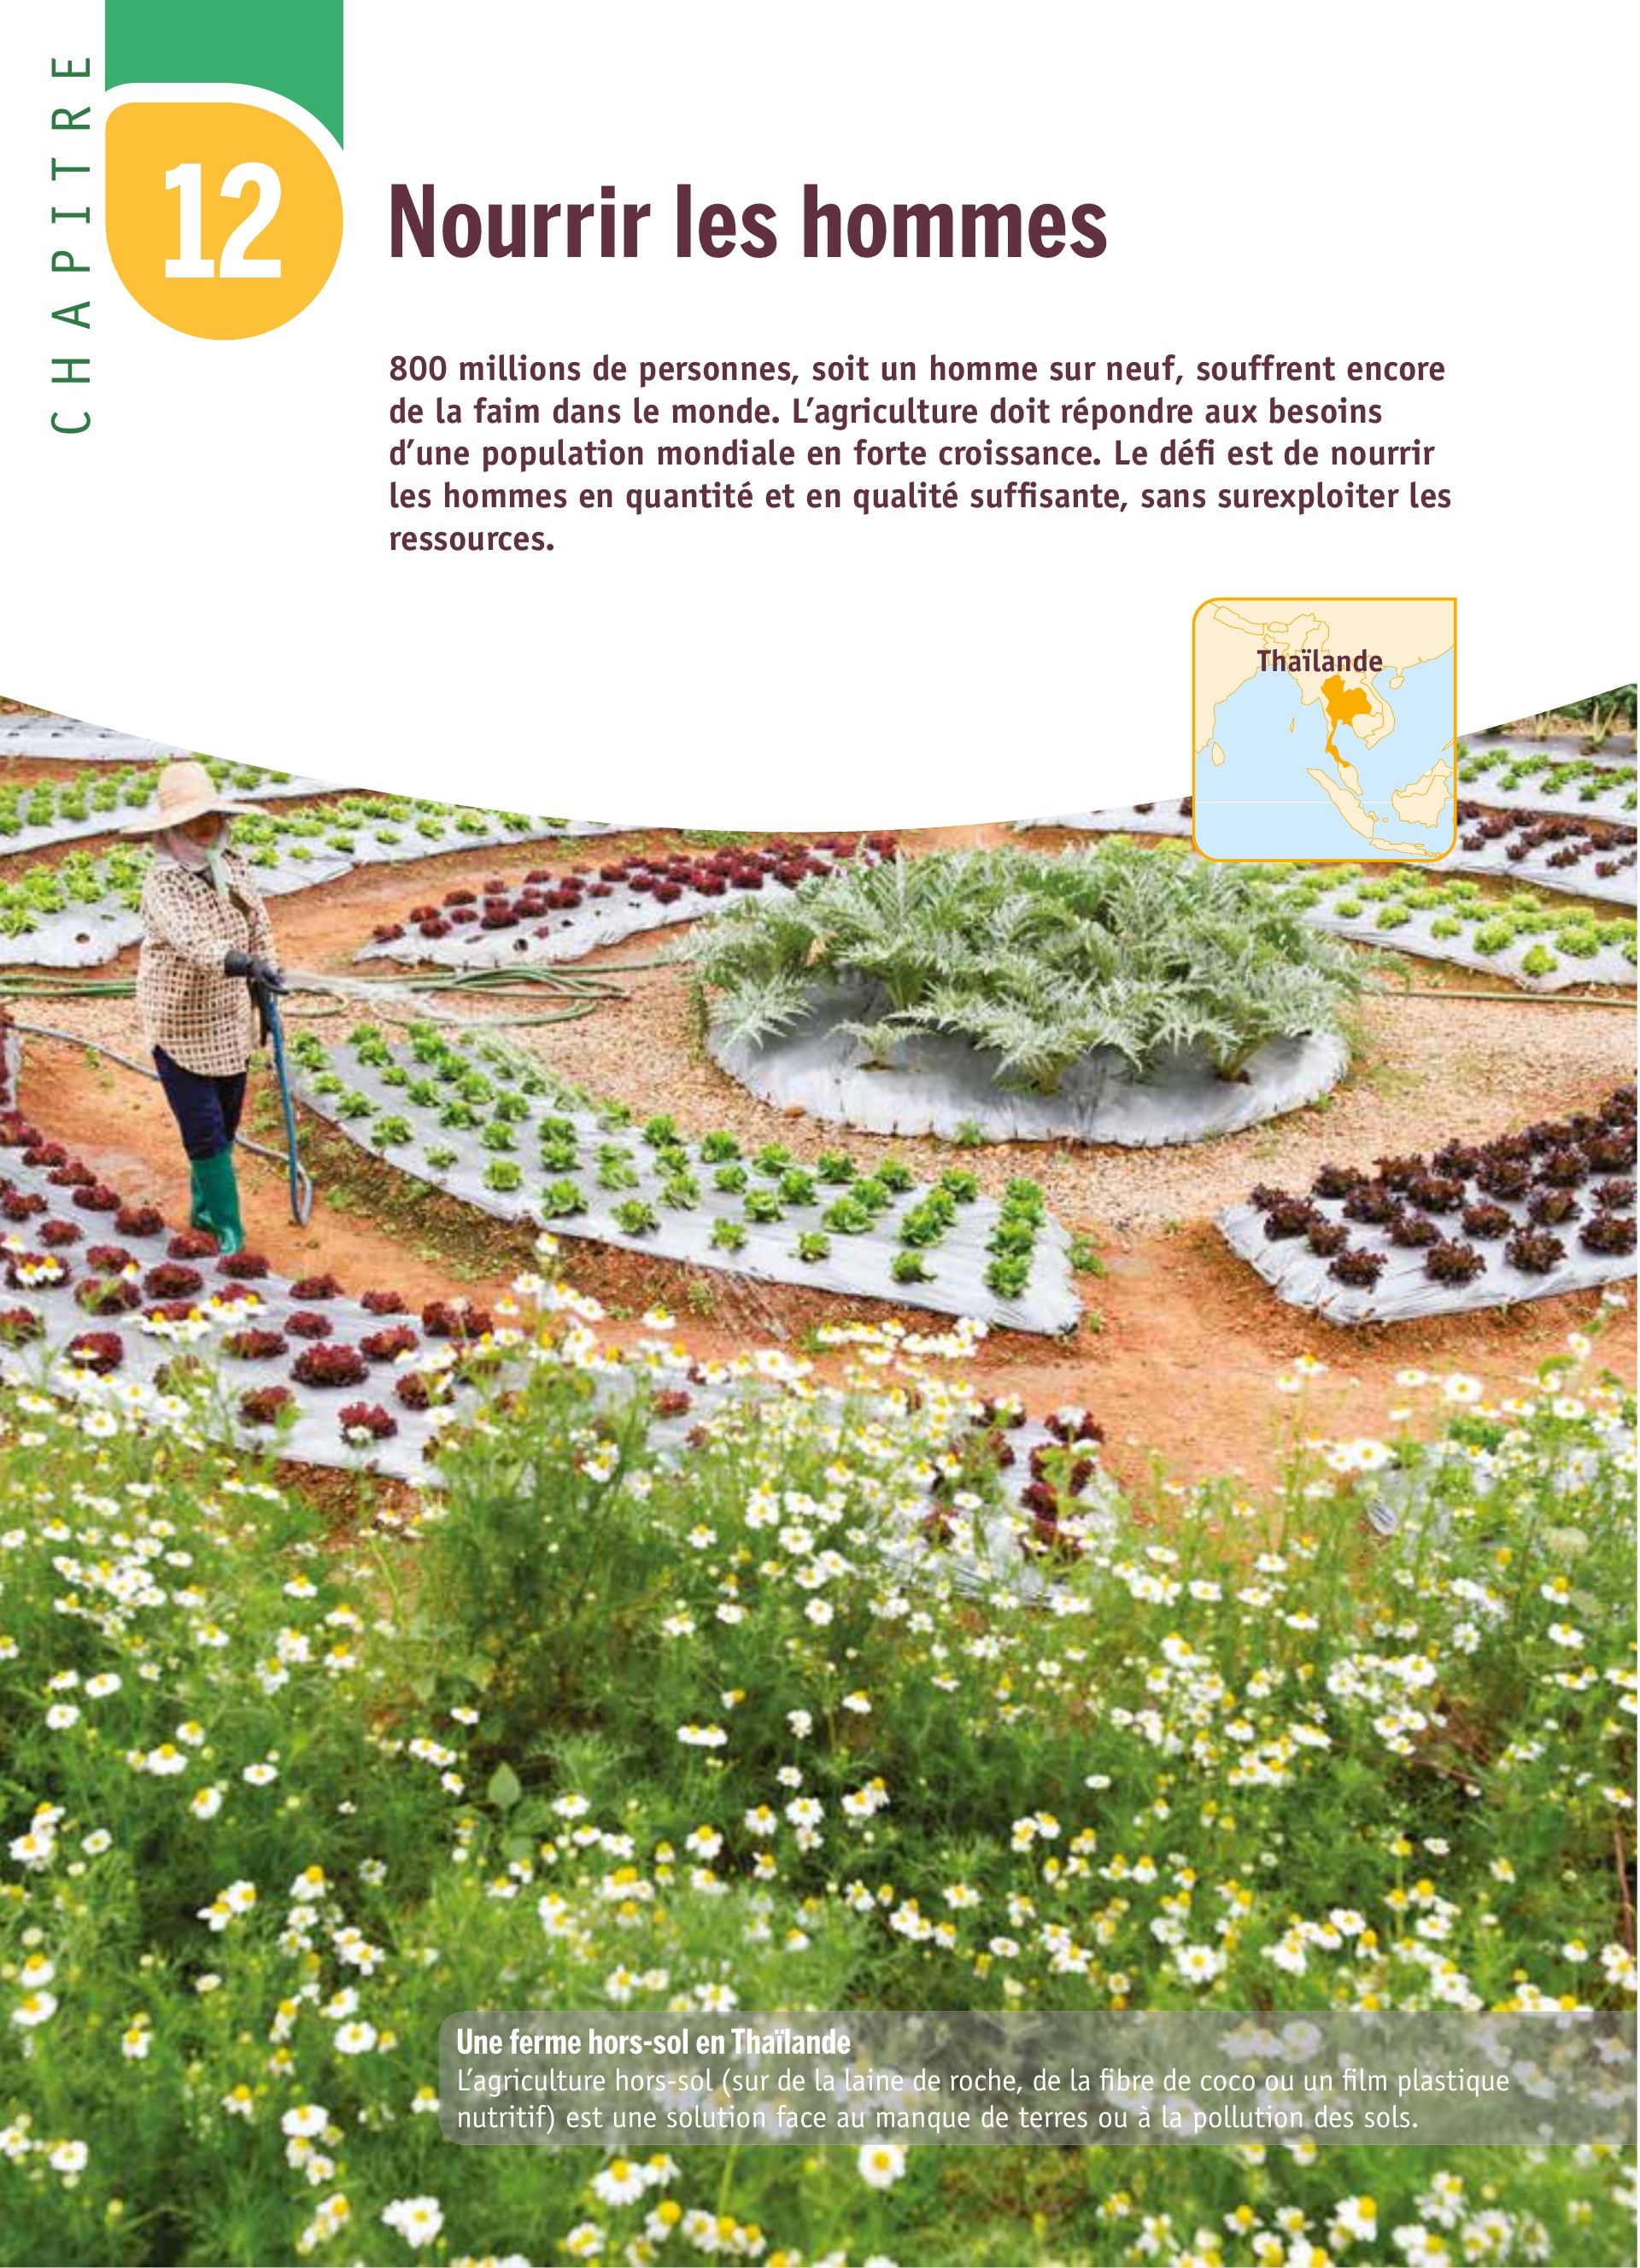 CHAPITRE
12
Nourrir les hommes
800 millions de personnes, soit un homme sur neuf, souffrent encore
de la faim dans le monde. L’agriculture doit répondre aux besoins
d’une population mondiale en forte croissance. Le défi est de nourrir
les hommes en quantité et en qualité suffisante, sans surexploiter les
ressources.
Thaïlande
Une ferme hors-sol en Thaïlande
L’agriculture hors-sol (sur de la laine de roche, de la fibre de coco ou un film plastique
nutritif) est une solution face au manque de terres ou à la pollution des sols.